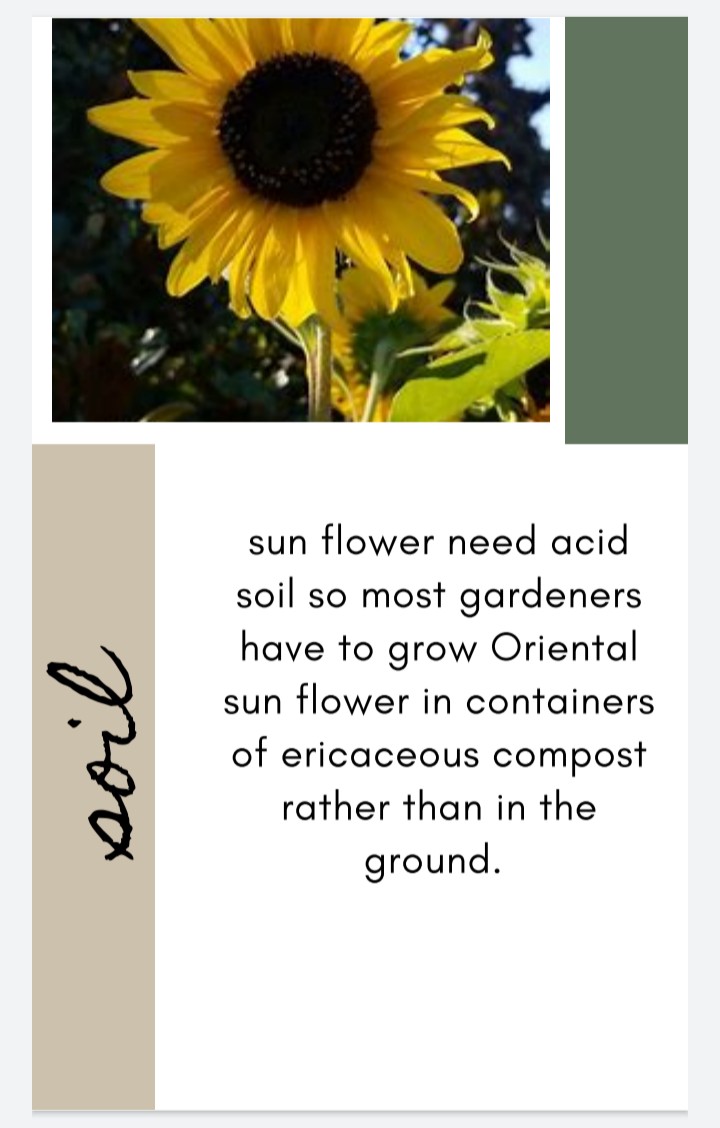 soil
sun flower need acid
soil so most gardeners
have to grow Oriental
sun flower in containers
of ericaceous compost
rather than in the
ground.